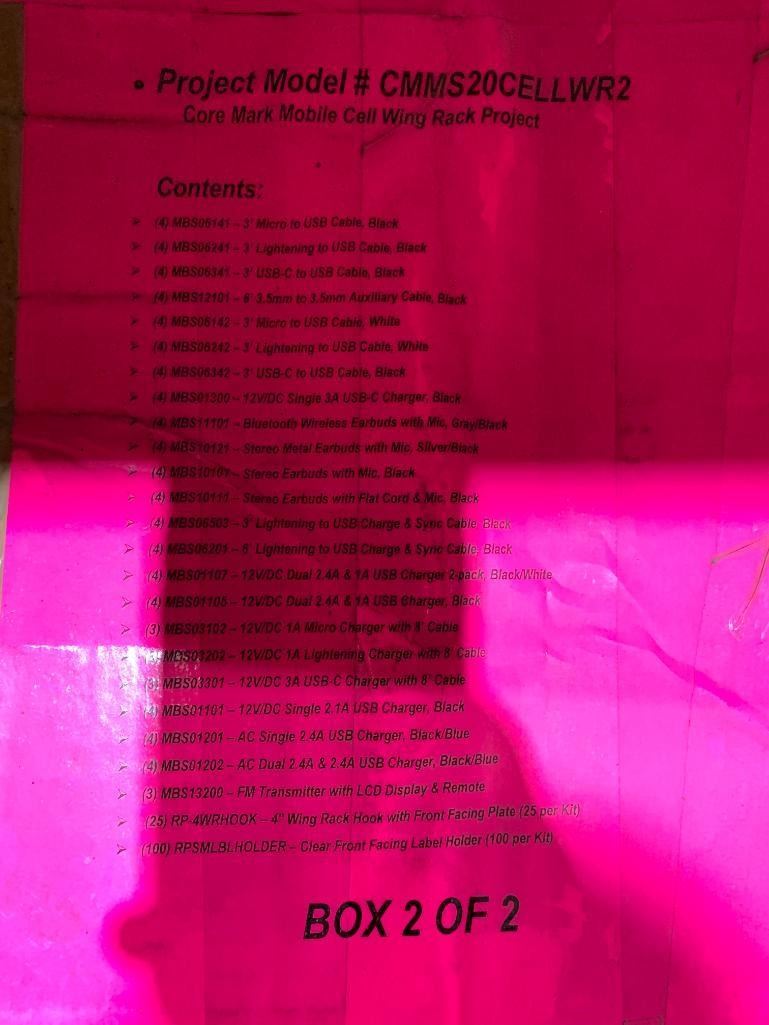 • Project Model # CMMS20CELLWR2
Core Mark Mobile Cell Wing Rack Project
Contents:
➢ (4) MBS06141 – 3' Micro to USB Cable, Black
➢ (4) MBS06241 – 3' Lightening to USB Cable, Black
➢ (4) MBS06341 – 3' USB-C to USB Cable, Black
➢ (4) MBS12101 – 6' 3.5mm to 3.5mm Auxiliary Cable, Black
➢ (4) MBS06142 – 3' Micro to USB Cable, White
➢ (4) MBS06242 – 3' Lightening to USB Cable, White
➢ (4) MBS06342 – 3' USB-C to USB Cable, Black
➢ (4) MBS01300 – 12V/DC Single 3A USB-C Charger, Black
➢ (4) MBS11101 – Bluetooth Wireless Earbuds with Mic, Gray/Black
➢ (4) MBS10121 – Stereo Metal Earbuds with Mic, Silver/Black
➢ (4) MBS10101 – Stereo Earbuds with Mic, Black
➢ (4) MBS10111 – Stereo Earbuds with Flat Cord & Mic, Black
➢ (4) MBS06503 – 3' Lightening to USB Charge & Sync Cable, Black
➢ (4) MBS06201 – 6' Lightening to USB Charge & Sync Cable, Black
➢ (4) MBS01107 – 12V/DC Dual 2.4A & 1A USB Charger 2-pack, Black/White
➢ (4) MBS01105 – 12V/DC Dual 2.4A & 1A USB Charger, Black
➢ (3) MBS03102 – 12V/DC 1A Micro Charger with 8' Cable
➢ (3) MBS03202 – 12V/DC 1A Lightening Charger with 8' Cable
➢ (3) MBS03301 – 12V/DC 3A USB-C Charger with 8' Cable
➢ (4) MBS01101 – 12V/DC Single 2.1A USB Charger, Black
➢ (4) MBS01201 – AC Single 2.4A USB Charger, Black/Blue
➢ (4) MBS01202 – AC Dual 2.4A & 2.4A USB Charger, Black/Blue
➢ (3) MBS13200 – FM Transmitter with LCD Display & Remote
➢ (25) RP-4WRHOOK – 4" Wing Rack Hook with Front Facing Plate (25 per Kit)
➢ (100) RPSMLBLHOLDER – Clear Front Facing Label Holder (100 per Kit)
BOX 2 OF 2